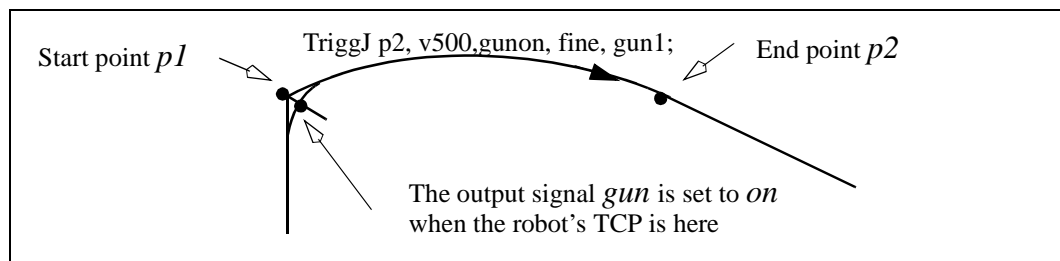 TriggJ p2, v500,gunon, fine, gun1;
Start point p1
End point p2
The output signal gun is set to on
when the robot's TCP is here